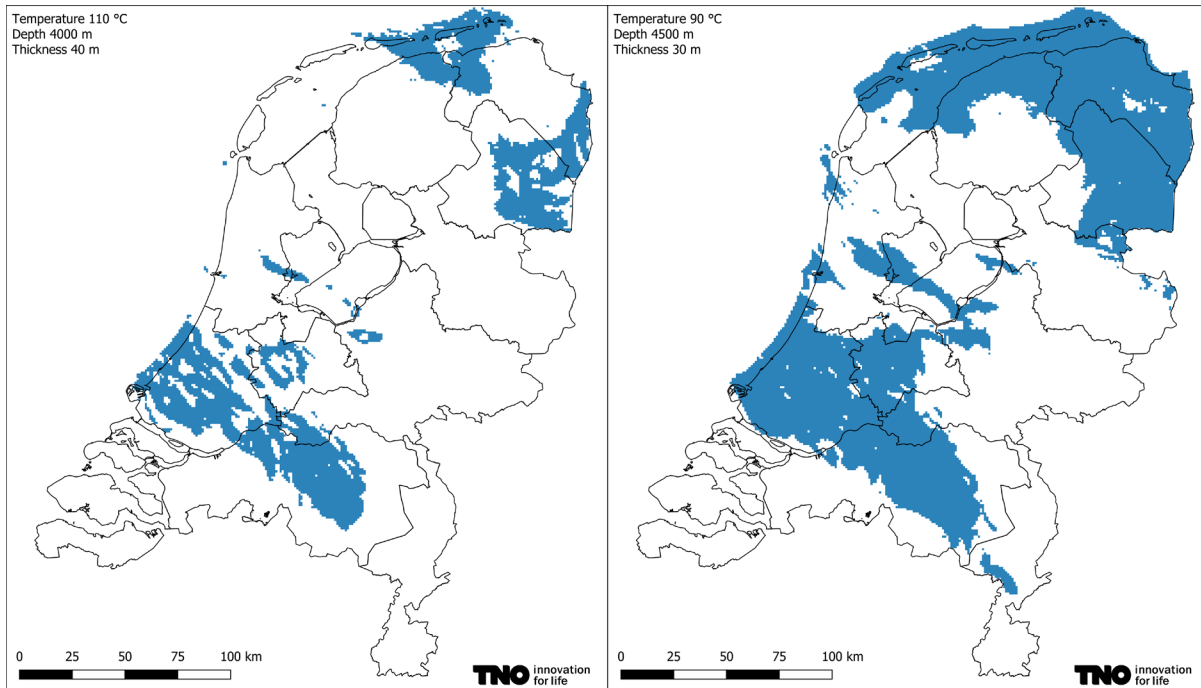 Temperature 110 °C
Depth 4000 m
Thickness 40 m
0 25 50 75 100 km
TNO innovation
for life
Temperature 90 °C
Depth 4500 m
Thickness 30 m
0 25 50 75 100 km
TNO innovation
for life